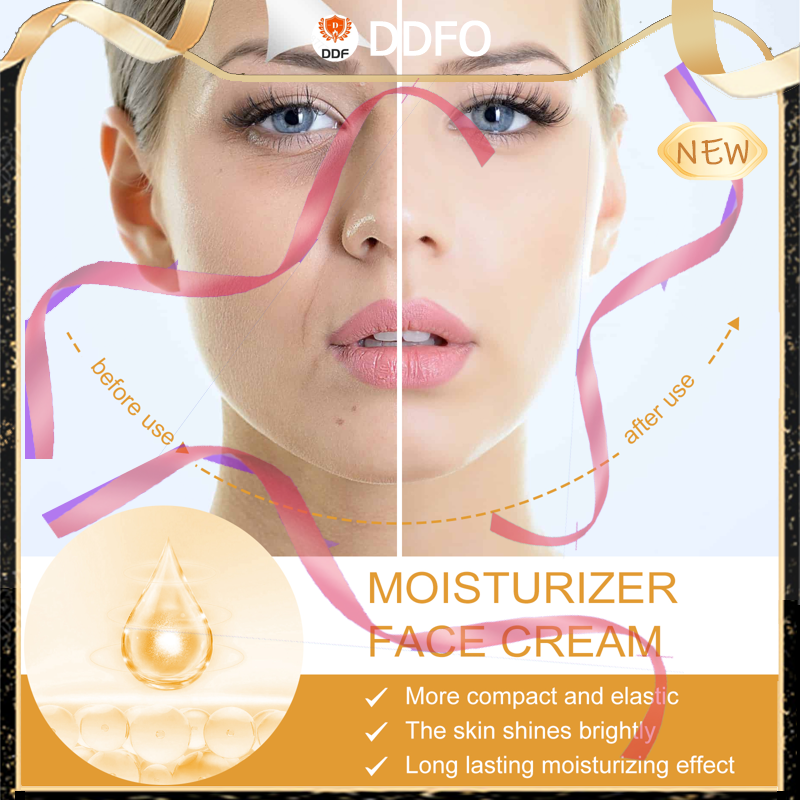 D
DDF
DDFO
NEW
before use
after use
MOISTURIZER
FACE CREAM
More compact and elastic
The skin shines brightly
Long lasting moisturizing effect